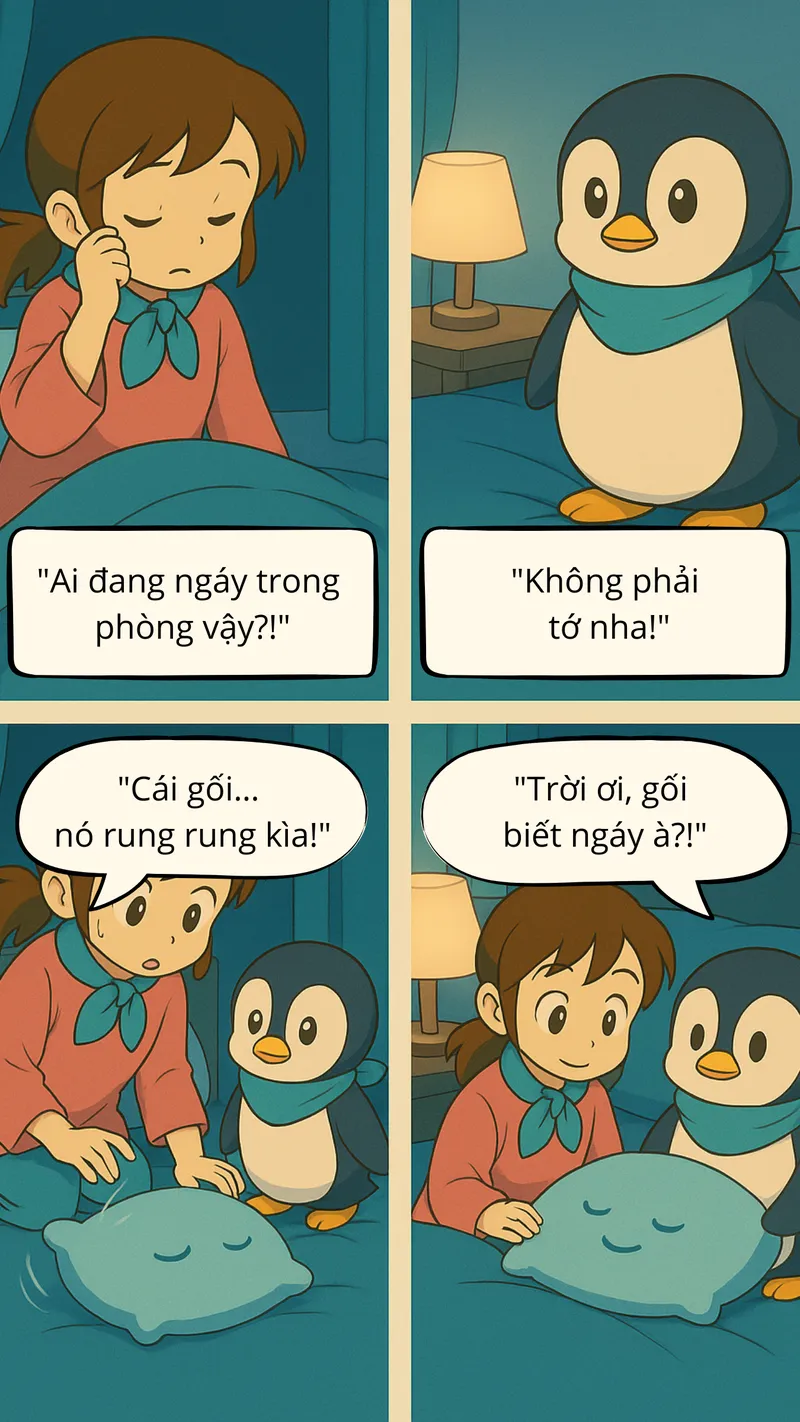 "Ai đang ngáy trong
phòng vậy?!"
"Không phải
tớ nha!"
"Cái gối...
nó rung rung kìa!"
"Trời ơi, gối
biết ngáy à?!"